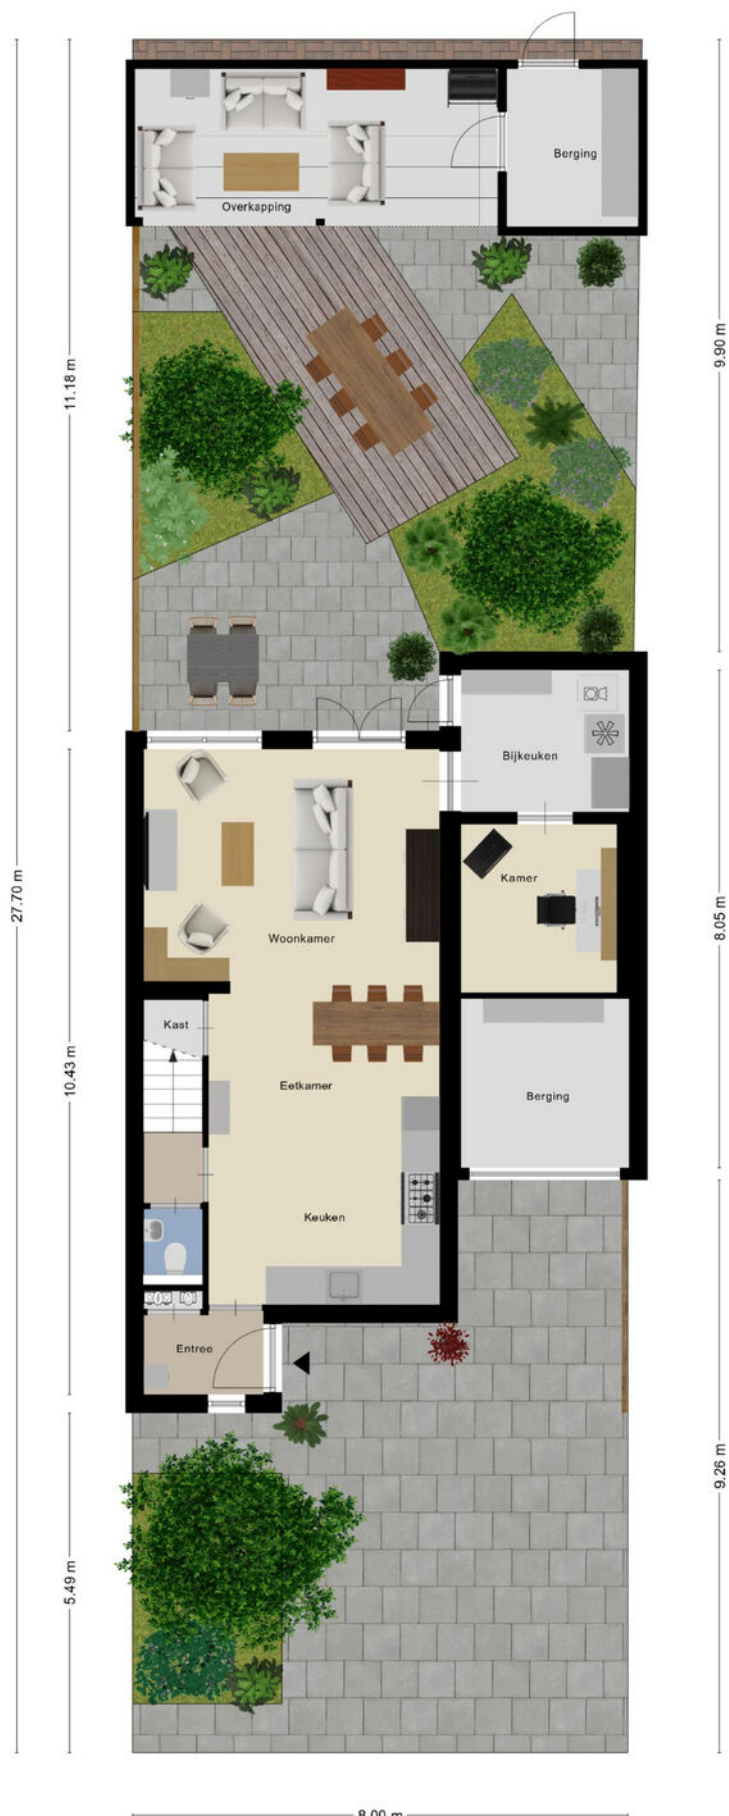 Berging
Overkapping
9.90 m
11.18 m
Bijkeuken
Kamer
27.70 m
8.05 m
Woonkamer
Kast
10.43 m
Eetkamer
Berging
Keuken
Entree
9.26 m
5.49 m
8.00 m